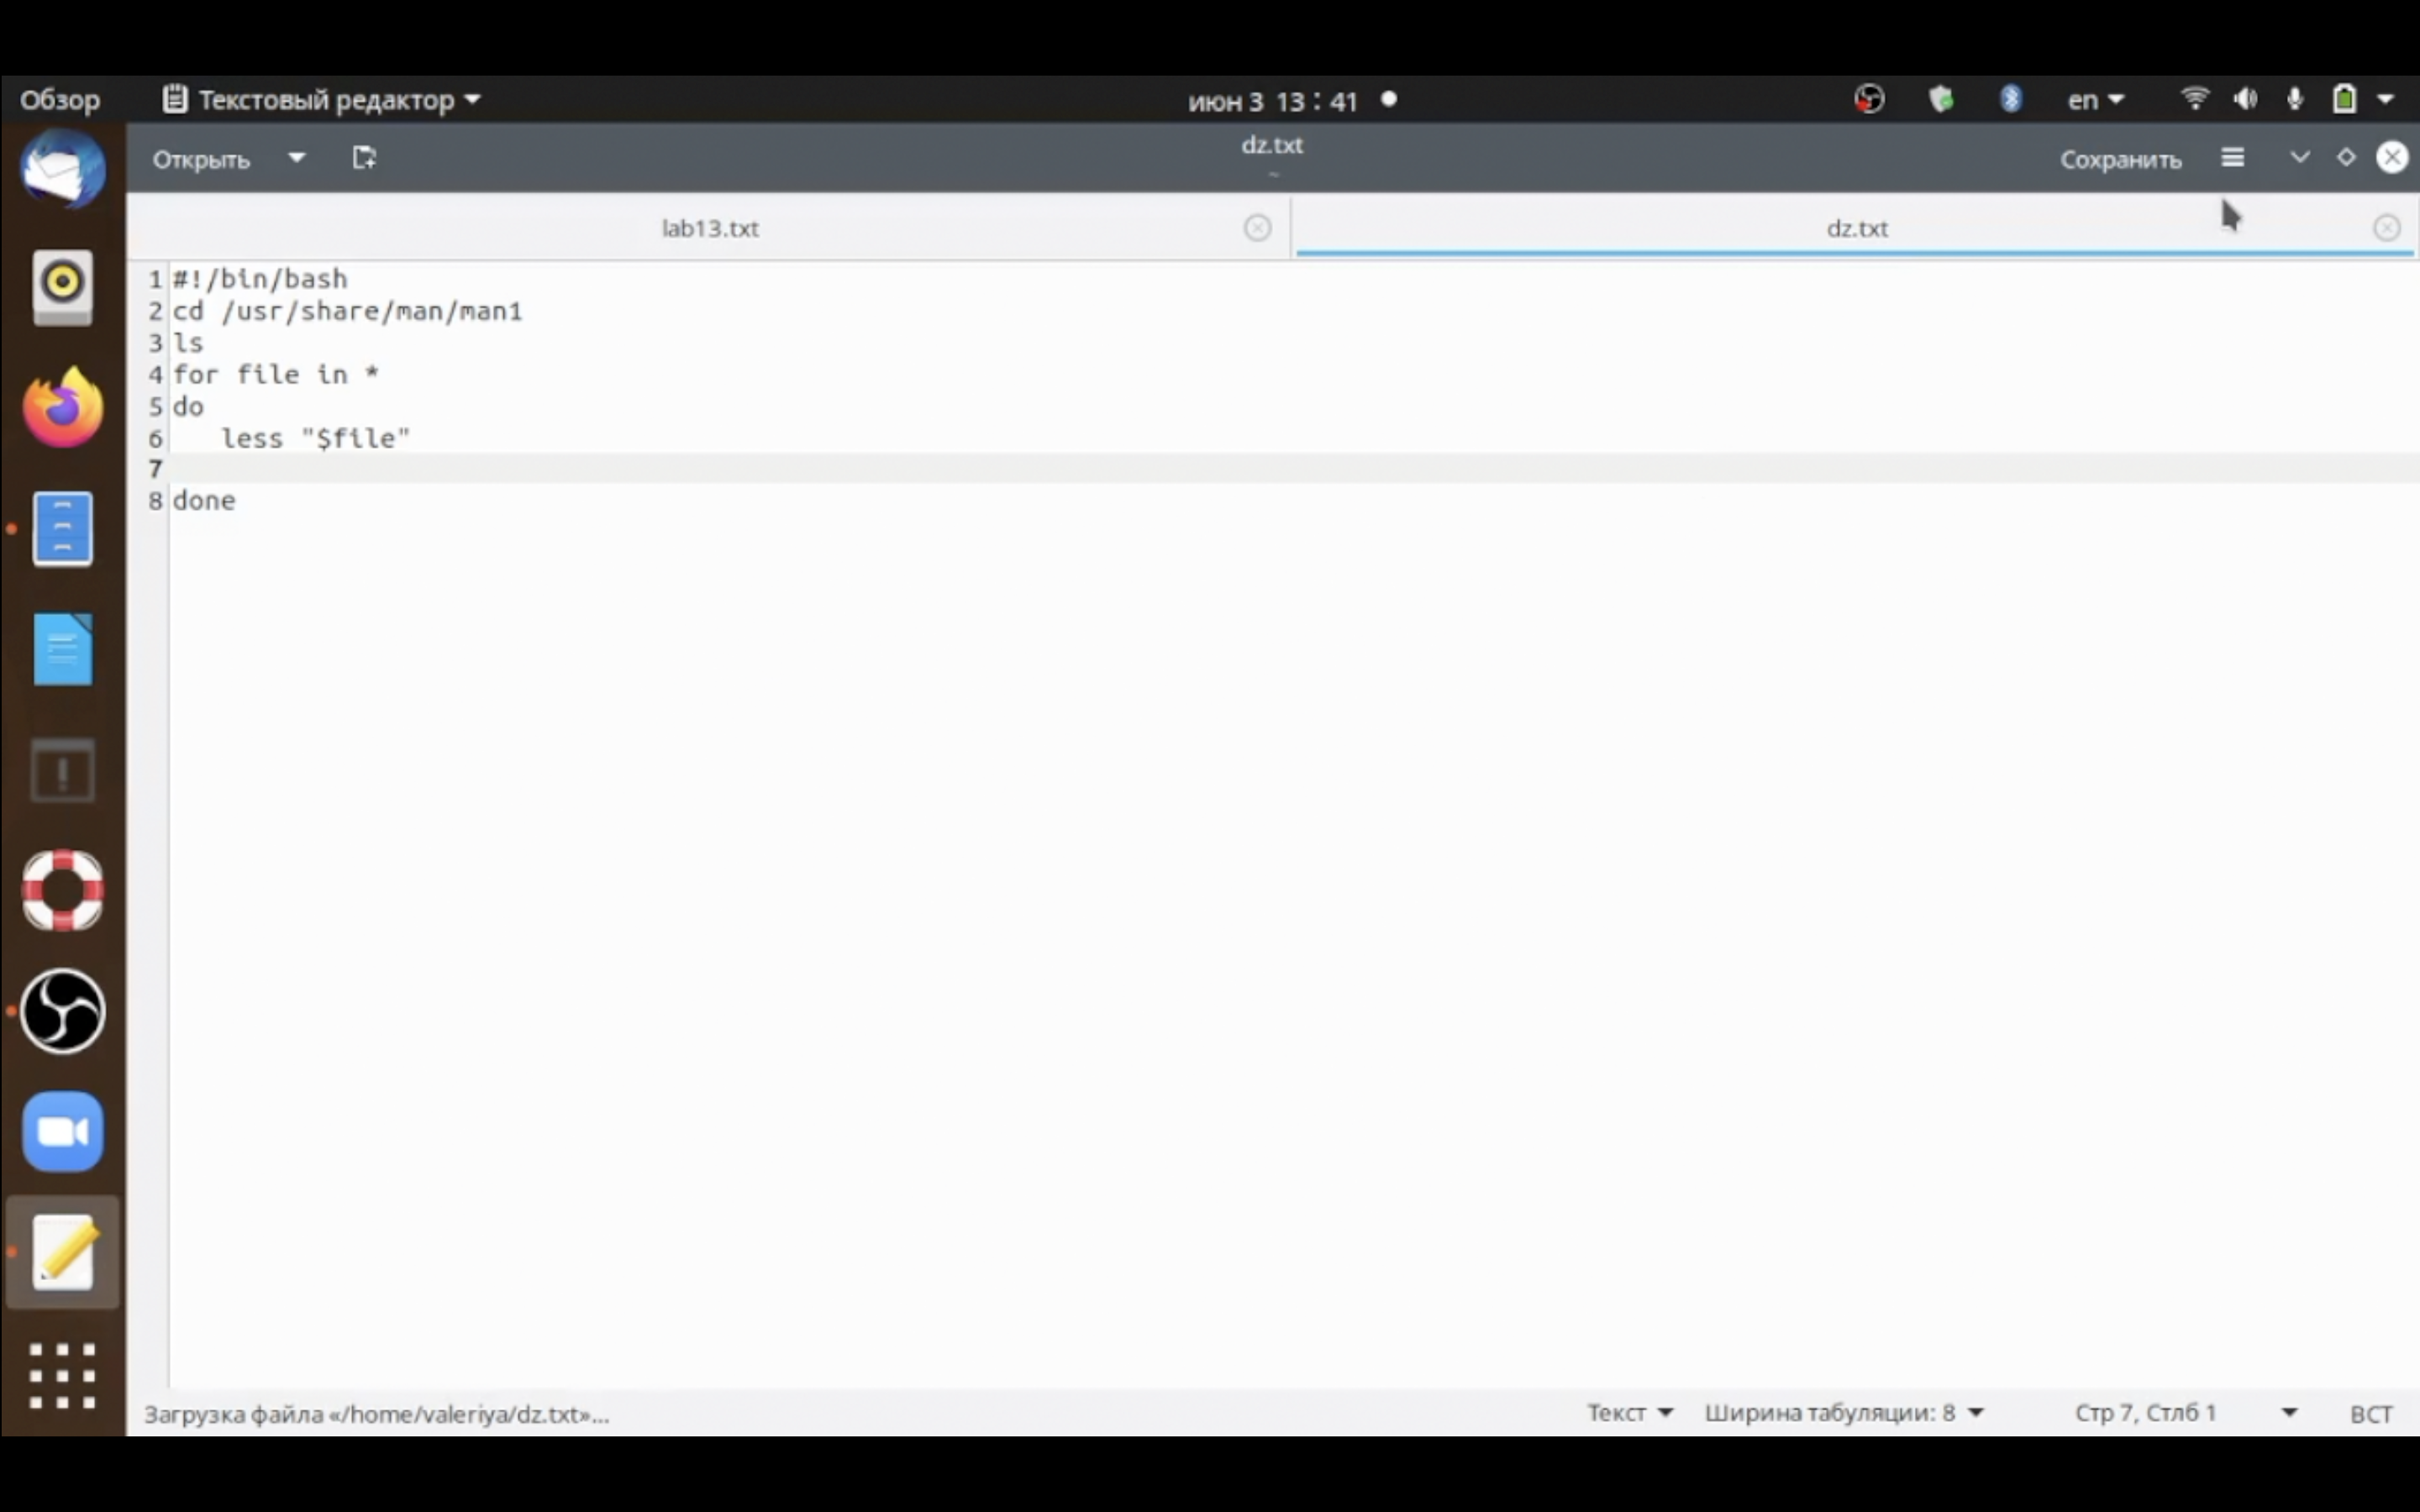 Обзор
Текстовый редактор
июн 3 13 : 41
en
Открыть
dz.txt
~
Сохранить
lab13.txt
dz.txt
1 #!/bin/bash
2 cd /usr/share/man/man1
3 ls
4 for file in *
5 do
6    less "$file"
7
8 done
Загрузка файла «/home/valeriya/dz.txt»...
Текст
Ширина табуляции: 8
Стр 7, Стлб 1
ВСТ